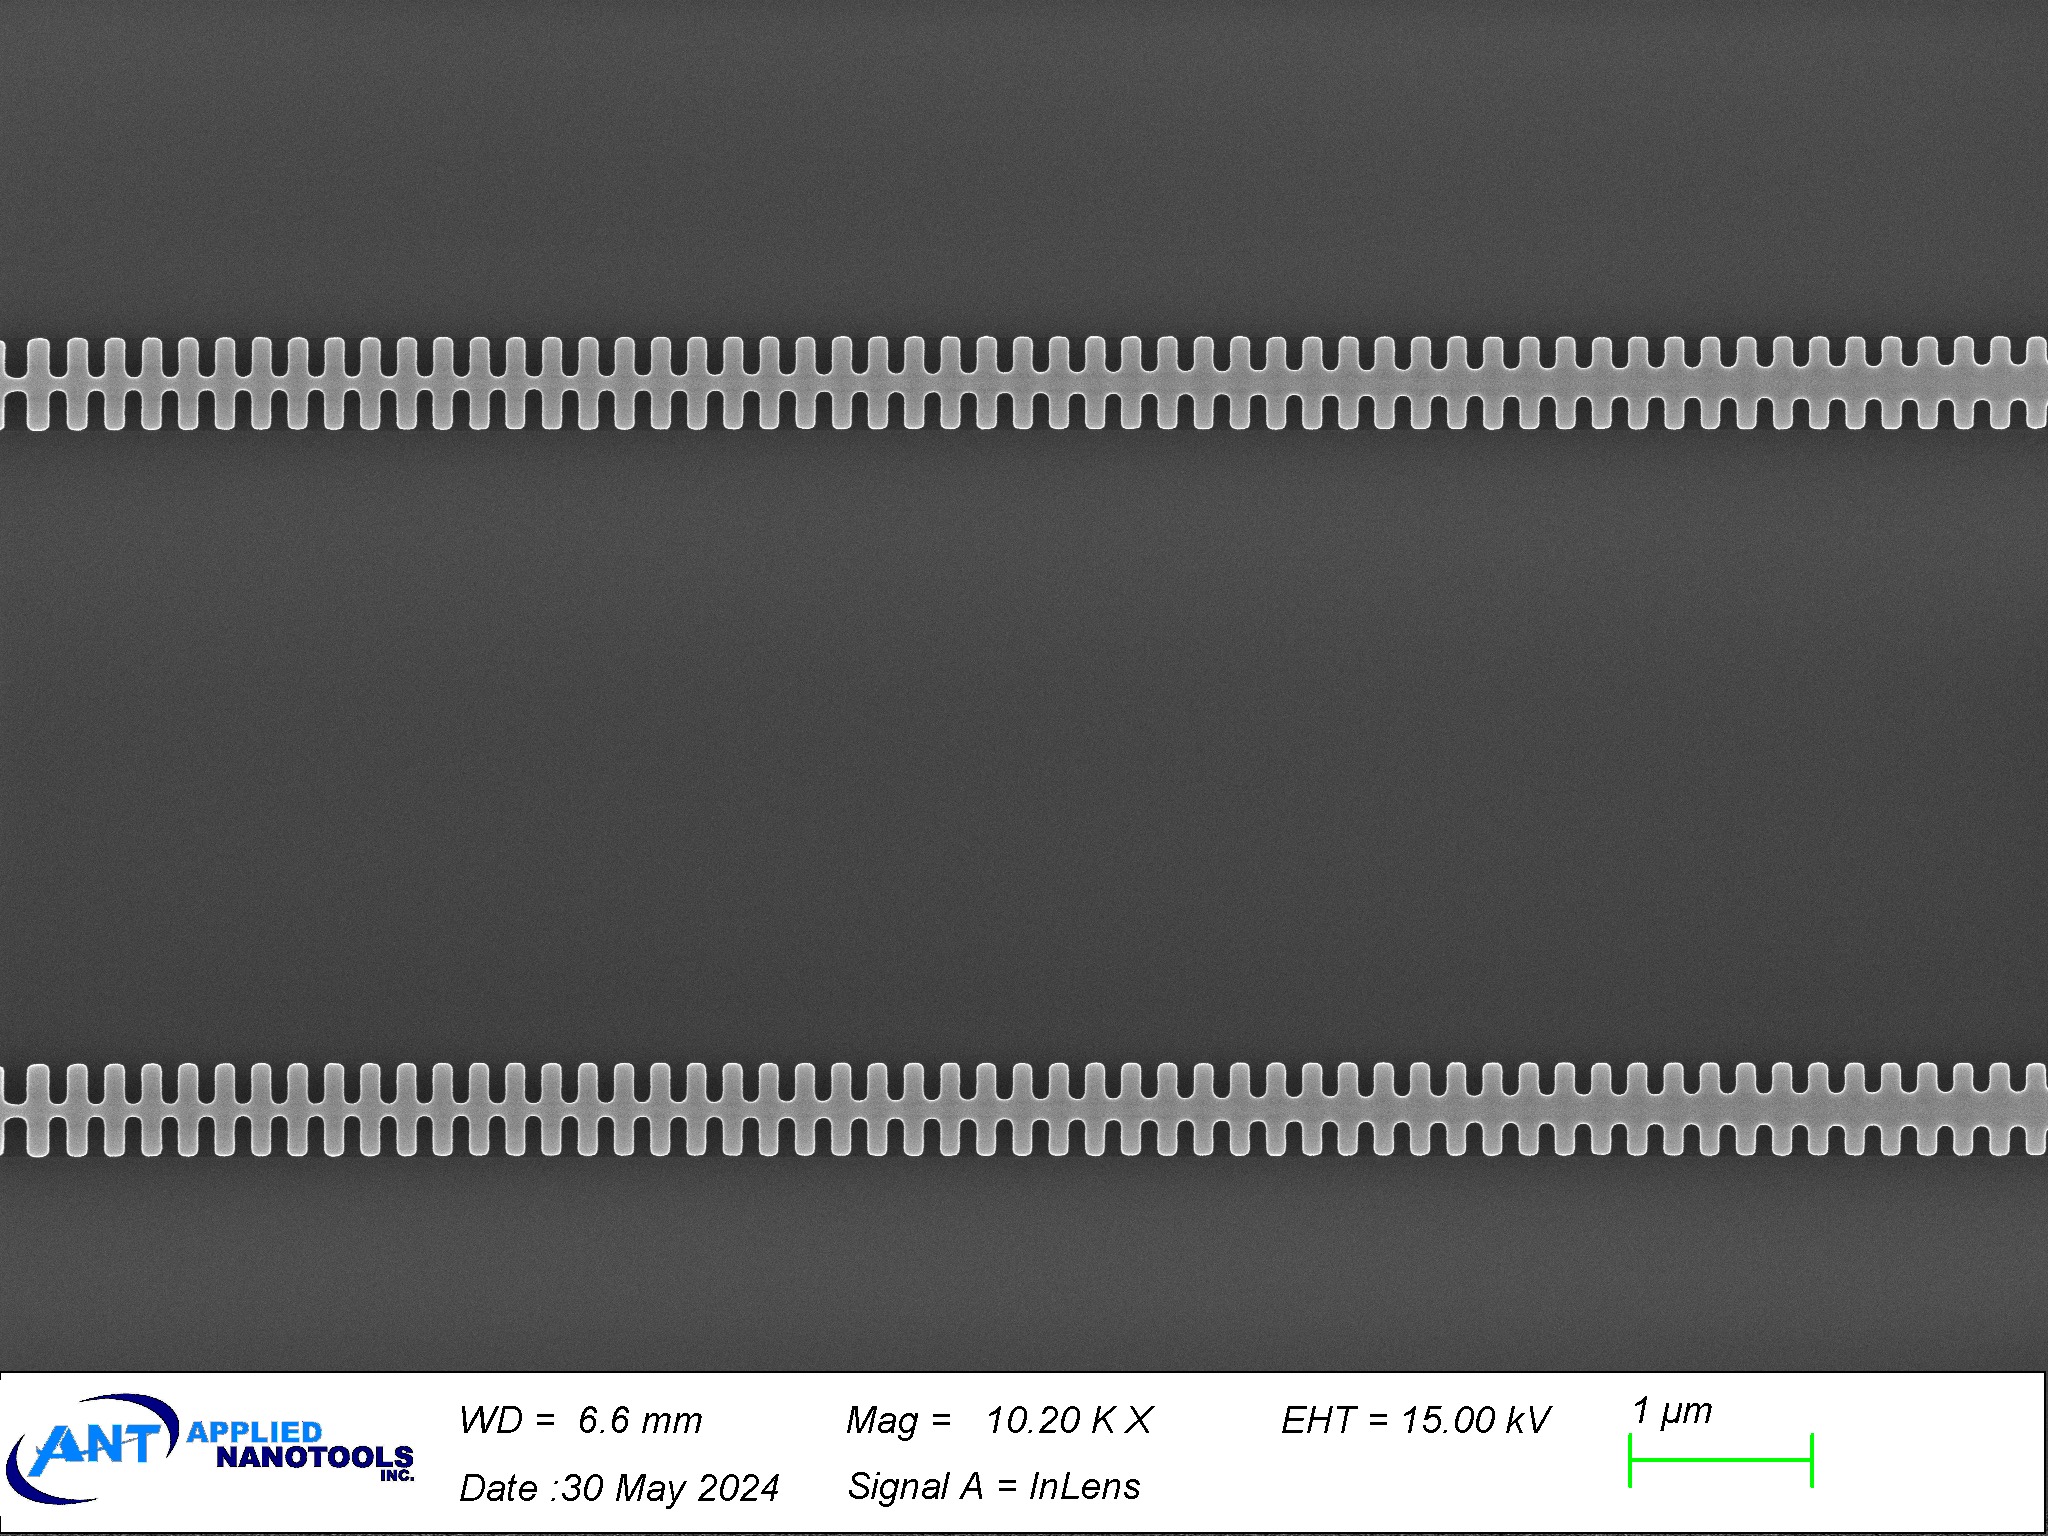 ANT APPLIED
NANOTOOLS
INC.
WD = 6.6 mm
Mag = 10.20 K X
EHT = 15.00 kV
1 µm
Date :30 May 2024
Signal A = InLens